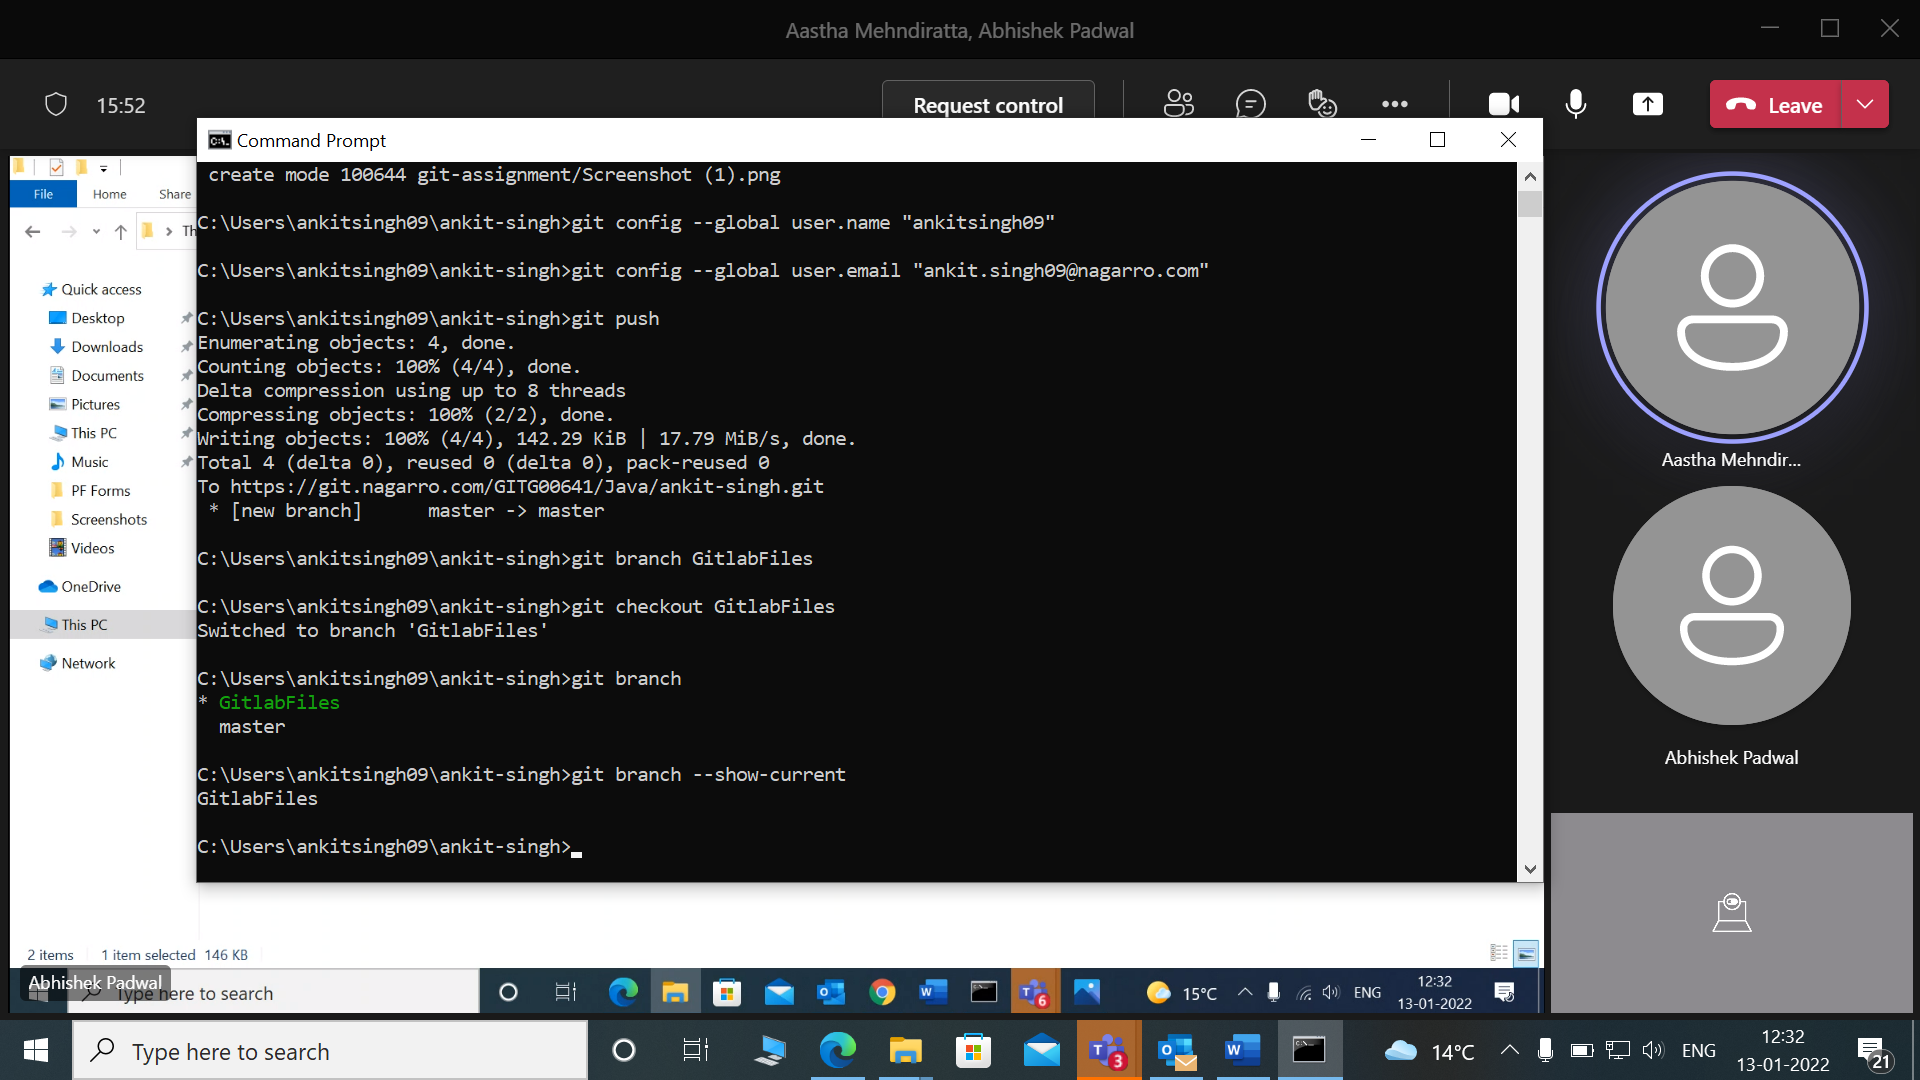 Aastha Mehndiratta, Abhishek Padwal
15:52
Request control
Leave
Command Prompt
File Home Share
Th
Quick access
Desktop
Downloads
Documents
Pictures
This PC
Music
PF Forms
Screenshots
Videos
OneDrive
This PC
Network
create mode 100644 git-assignment/Screenshot (1).png
C:\Users\ankitsingh09\ankit-singh>git config --global user.name "ankitsingh09"
C:\Users\ankitsingh09\ankit-singh>git config --global user.email "ankit.singh09@nagarro.com"
C:\Users\ankitsingh09\ankit-singh>git push
Enumerating objects: 4, done.
Counting objects: 100% (4/4), done.
Delta compression using up to 8 threads
Compressing objects: 100% (2/2), done.
Writing objects: 100% (4/4), 142.29 KiB | 17.79 MiB/s, done.
Total 4 (delta 0), reused 0 (delta 0), pack-reused 0
To https://git.nagarro.com/GITG00641/Java/ankit-singh.git
* [new branch]      master -> master
C:\Users\ankitsingh09\ankit-singh>git branch GitlabFiles
C:\Users\ankitsingh09\ankit-singh>git checkout GitlabFiles
Switched to branch 'GitlabFiles'
C:\Users\ankitsingh09\ankit-singh>git branch
* GitlabFiles
master
C:\Users\ankitsingh09\ankit-singh>git branch --show-current
GitlabFiles
C:\Users\ankitsingh09\ankit-singh>
Aastha Mehndir...
Abhishek Padwal
2 items 1 item selected 146 KB
Abhishek Padwal
Type here to search
6
15°C
ENG
12:32
13-01-2022
Type here to search
3
14°C
ENG
12:32
13-01-2022
21